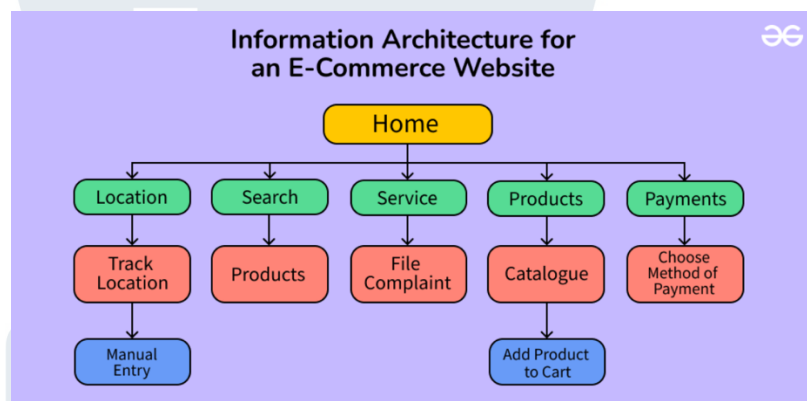 Information Architecture for
an E-Commerce Website
Home
Location
Search
Service
Products
Payments
Track
Location
Products
File
Complaint
Catalogue
Choose
Method of
Payment
Manual
Entry
Add Product
to Cart